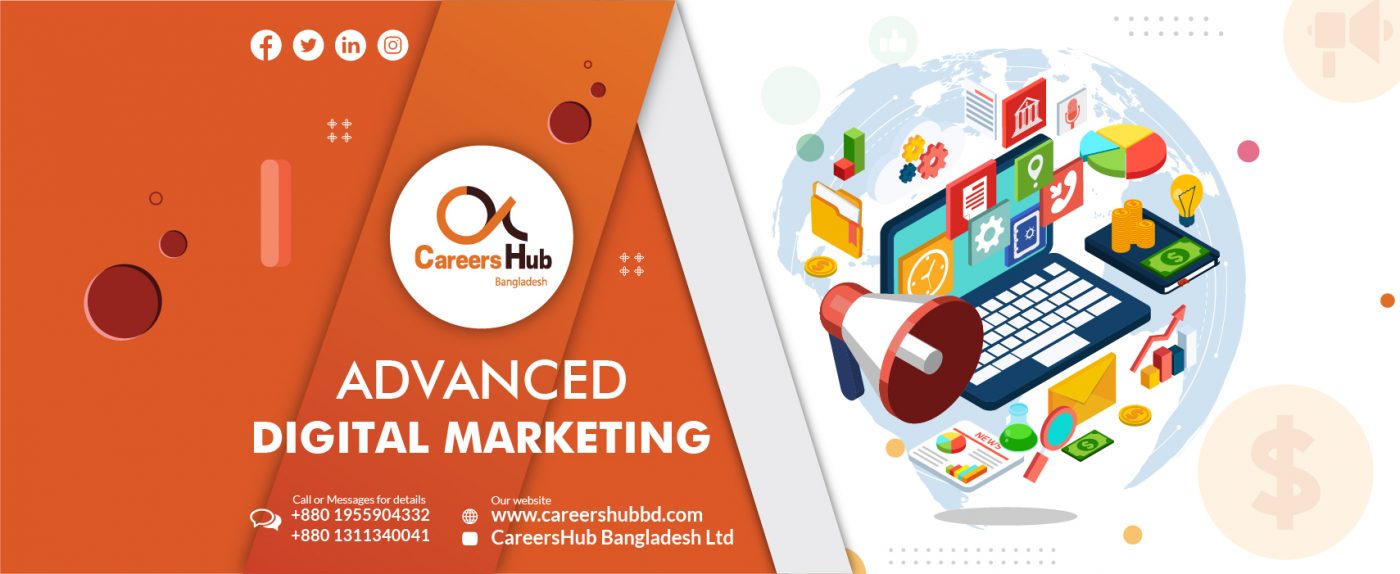 Careers Hub
Bangladesh
ADVANCED
DIGITAL MARKETING
Call or Messages for details
+880 1955904332
+880 1311340041
Our website
www.careershubbd.com
CareersHub Bangladesh Ltd
NEWS